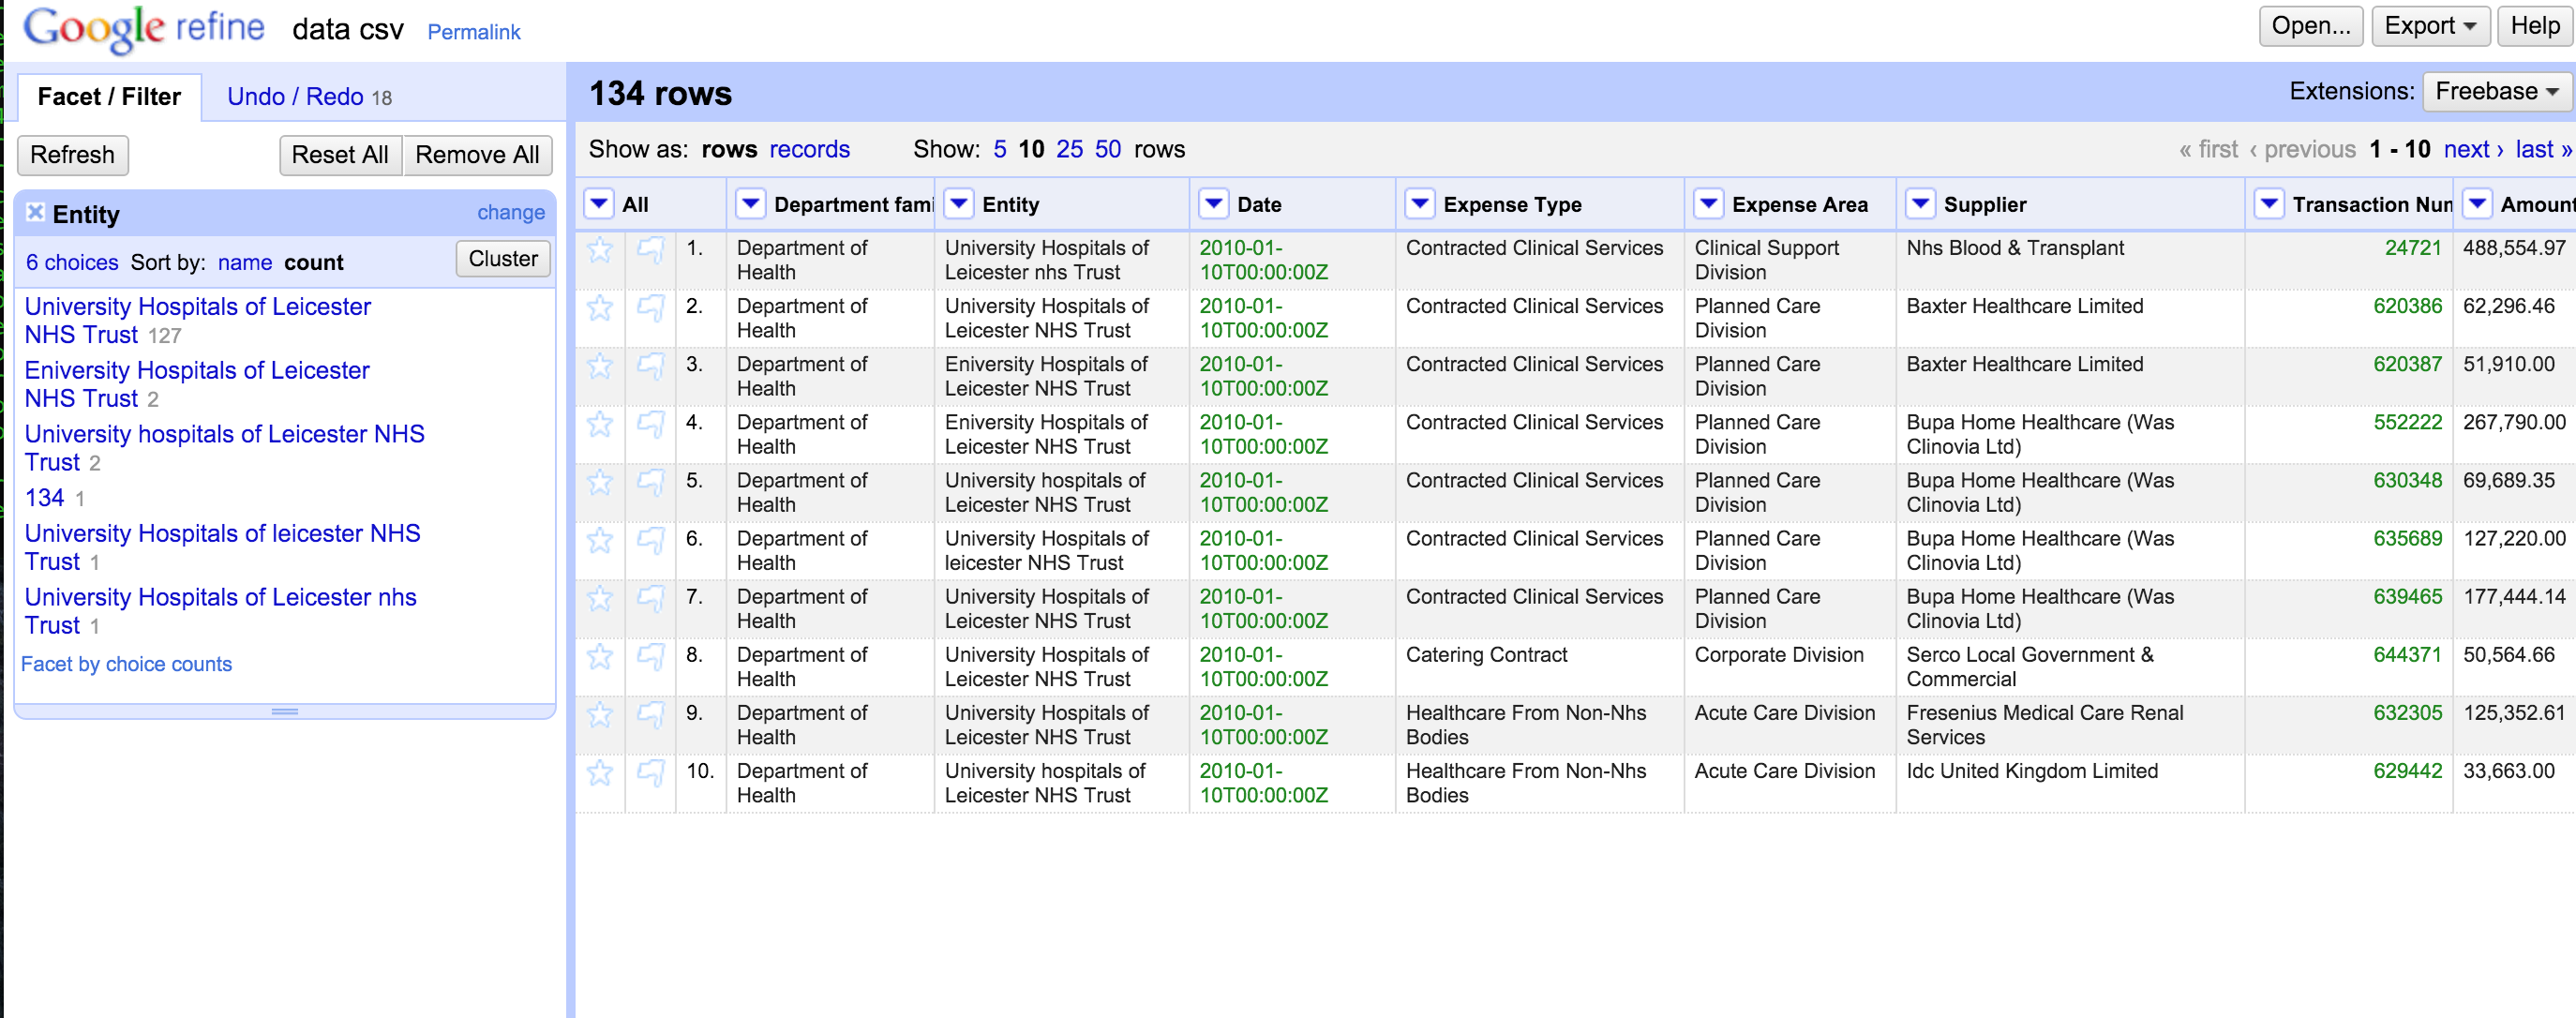 Google refine data csv Permalink Open... Export Help
Facet / Filter Undo / Redo 18
134 rows Extensions: Freebase
Refresh Reset All Remove All
Show as: rows records Show: 5 10 25 50 rows « first ‹ previous 1 - 10 next › last »
Entity change
6 choices Sort by: name count Cluster
University Hospitals of Leicester
NHS Trust 127
Eniversity Hospitals of Leicester
NHS Trust 2
University hospitals of Leicester NHS
Trust 2
134 1
University Hospitals of leicester NHS
Trust 1
University Hospitals of Leicester nhs
Trust 1
Facet by choice counts
All Department fami Entity Date Expense Type Expense Area Supplier Transaction Num Amount
1. Department of University Hospitals of 2010-01- Contracted Clinical Services Clinical Support Nhs Blood & Transplant 24721 488,554.97
Health Leicester nhs Trust 10T00:00:00Z Division
2. Department of University Hospitals of 2010-01- Contracted Clinical Services Planned Care Baxter Healthcare Limited 620386 62,296.46
Health Leicester NHS Trust 10T00:00:00Z Division
3. Department of Eniversity Hospitals of 2010-01- Contracted Clinical Services Planned Care Baxter Healthcare Limited 620387 51,910.00
Health Leicester NHS Trust 10T00:00:00Z Division
4. Department of Eniversity Hospitals of 2010-01- Contracted Clinical Services Planned Care Bupa Home Healthcare (Was 552222 267,790.00
Health Leicester NHS Trust 10T00:00:00Z Division Clinovia Ltd)
5. Department of University hospitals of 2010-01- Contracted Clinical Services Planned Care Bupa Home Healthcare (Was 630348 69,689.35
Health Leicester NHS Trust 10T00:00:00Z Division Clinovia Ltd)
6. Department of University Hospitals of 2010-01- Contracted Clinical Services Planned Care Bupa Home Healthcare (Was 635689 127,220.00
Health leicester NHS Trust 10T00:00:00Z Division Clinovia Ltd)
7. Department of University Hospitals of 2010-01- Contracted Clinical Services Planned Care Bupa Home Healthcare (Was 639465 177,444.14
Health Leicester NHS Trust 10T00:00:00Z Division Clinovia Ltd)
8. Department of University Hospitals of 2010-01- Catering Contract Corporate Division Serco Local Government & 644371 50,564.66
Health Leicester NHS Trust 10T00:00:00Z Commercial
9. Department of University Hospitals of 2010-01- Healthcare From Non-Nhs Acute Care Division Fresenius Medical Care Renal 632305 125,352.61
Health Leicester NHS Trust 10T00:00:00Z Bodies Services
10. Department of University hospitals of 2010-01- Healthcare From Non-Nhs Acute Care Division Idc United Kingdom Limited 629442 33,663.00
Health Leicester NHS Trust 10T00:00:00Z Bodies